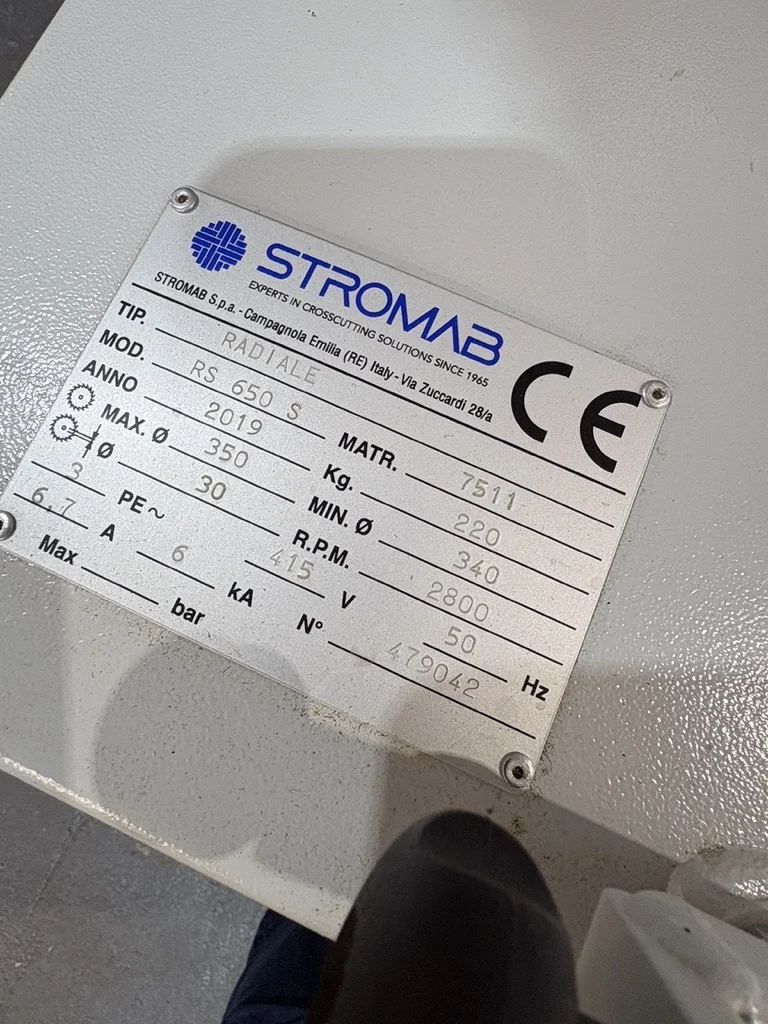 STROMAB
EXPERTS IN CROSSCUTTING SOLUTIONS SINCE 1965
STROMAB S.p.a. - Campagnola Emilia (RE) Italy - Via Zuccardi 28/a
CE
TIP. RADIALE
MOD. RS 650 S MATR. 7511
ANNO 2019 Kg. 220
MAX. Ø 350 MIN. Ø 340
Ø 30 R.P.M. 2800
3 PE ~ 415 V 50 Hz
6.7 A 6 kA N° 479042
Max bar